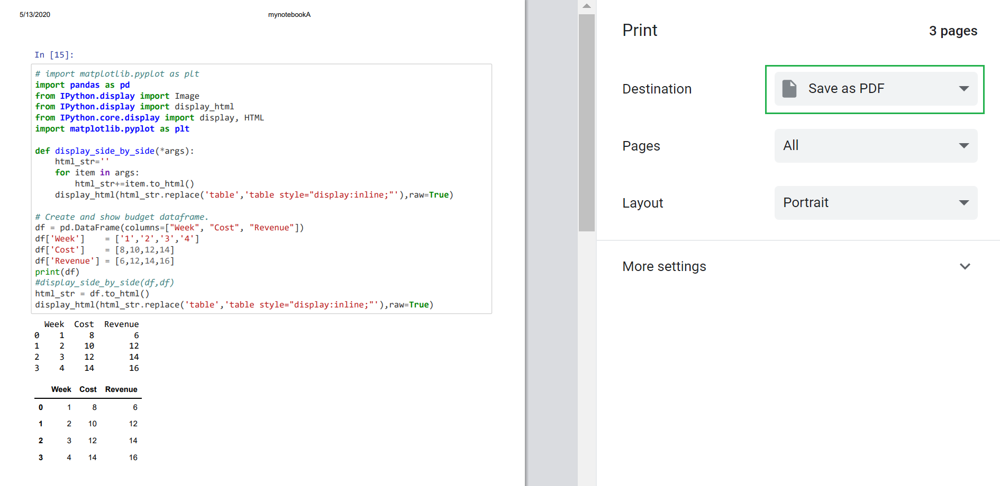 5/13/2020 mynotebookA
In [15]:
# import matplotlib.pyplot as plt
import pandas as pd
from IPython.display import Image
from IPython.display import display_html
from IPython.core.display import display, HTML
import matplotlib.pyplot as plt
def display_side_by_side(*args):
    html_str=''
    for item in args:
        html_str+=item.to_html()
    display_html(html_str.replace('table','table style="display:inline;"'),raw=True)
# Create and show budget dataframe.
df = pd.DataFrame(columns=["Week", "Cost", "Revenue"])
df['Week']    = ['1','2','3','4']
df['Cost']    = [8,10,12,14]
df['Revenue'] = [6,12,14,16]
print(df)
#display_side_by_side(df,df)
html_str = df.to_html()
display_html(html_str.replace('table','table style="display:inline;"'),raw=True)
  Week  Cost  Revenue
0    1     8        6
1    2    10       12
2    3    12       14
3    4    14       16
Week Cost Revenue
0 1 8 6
1 2 10 12
2 3 12 14
3 4 14 16
Print 3 pages
Destination Save as PDF
Pages All
Layout Portrait
More settings